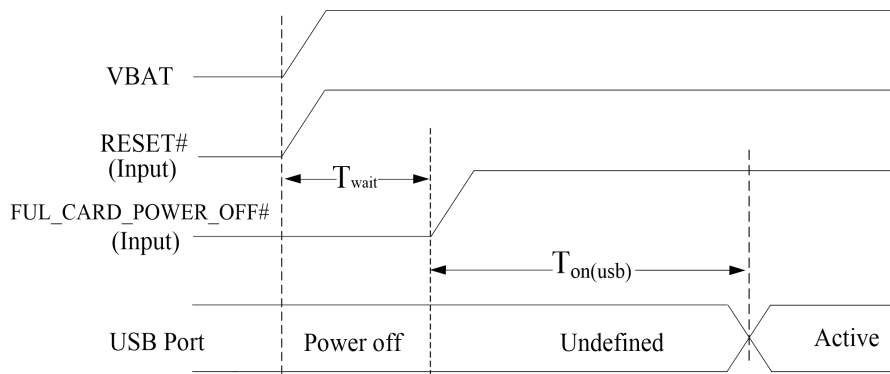 VBAT
RESET#
(Input)
Twait
FUL_CARD_POWER_OFF#
(Input)
Ton(usb)
USB Port
Power off
Undefined
Active